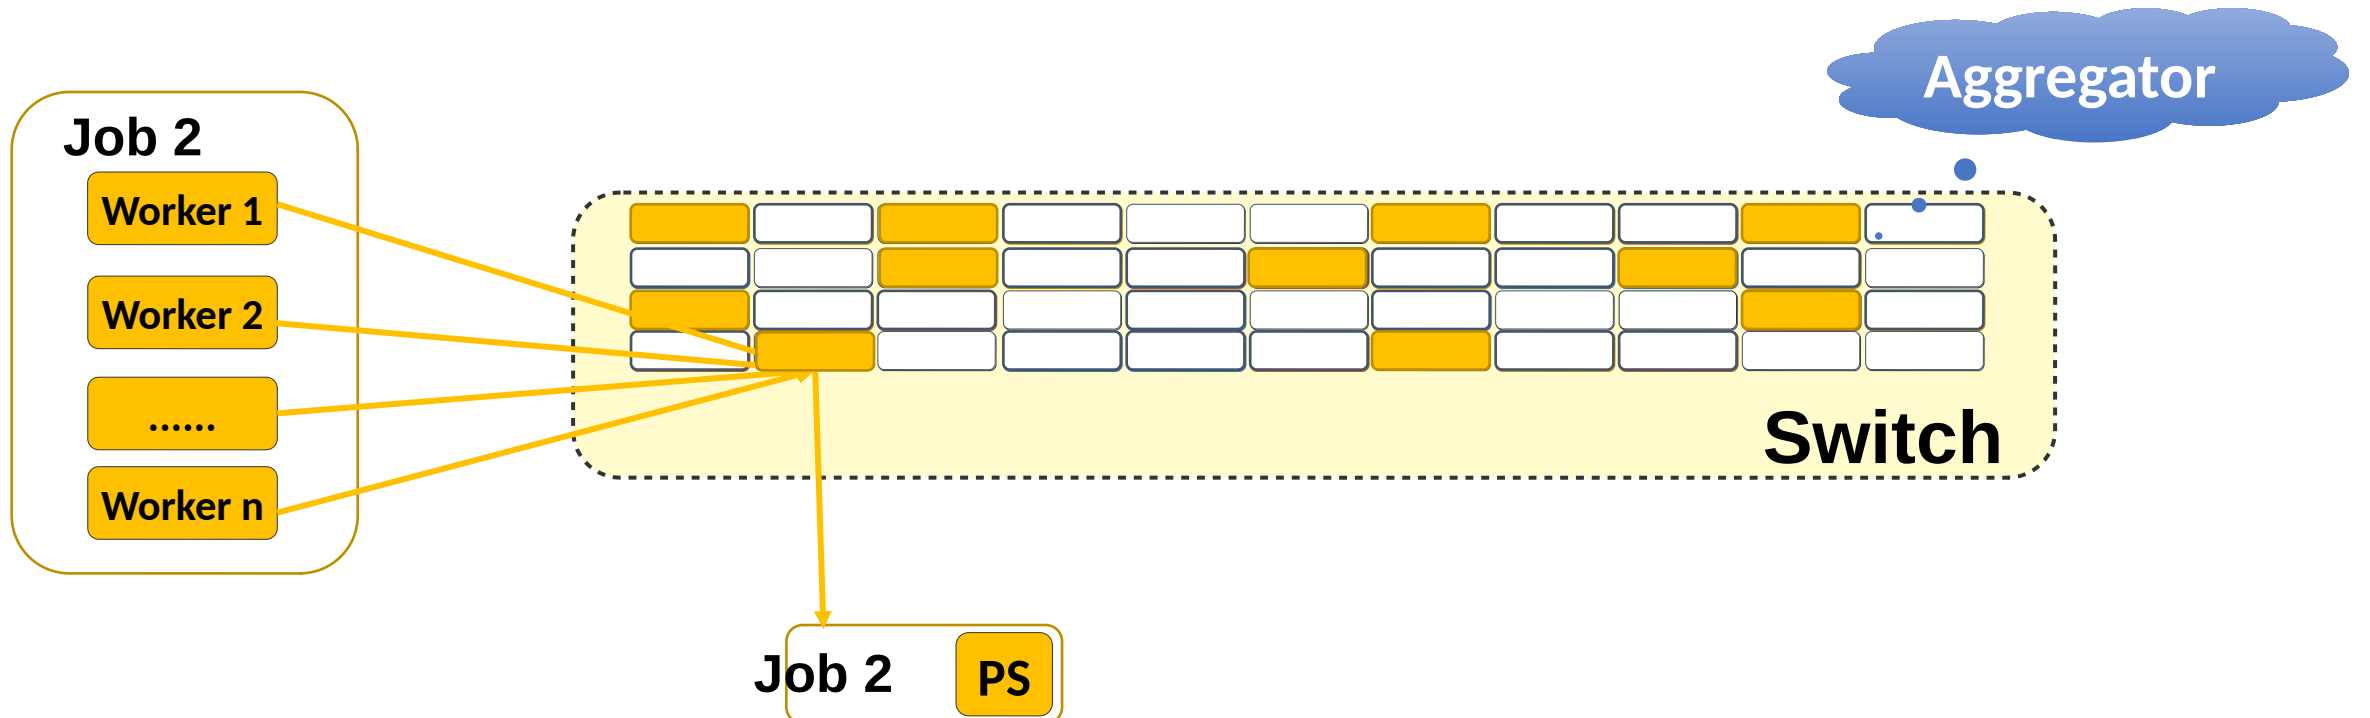 Aggregator
Job 2
Worker 1
Worker 2
......
Worker n
Switch
Job 2
PS